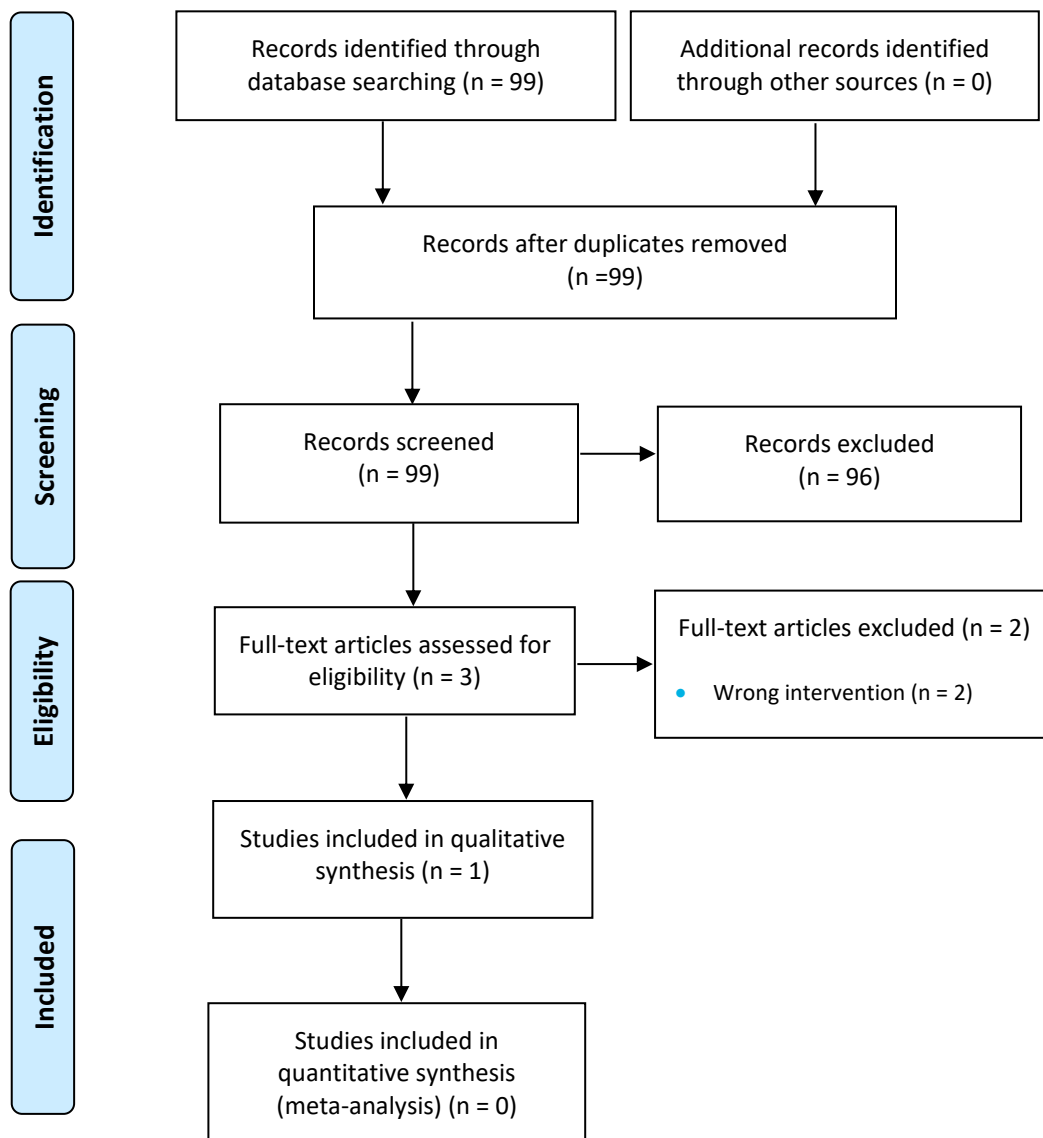 Identification
Records identified through
database searching (n = 99)
Additional records identified
through other sources (n = 0)
Records after duplicates removed
(n =99)
Screening
Records screened
(n = 99)
Records excluded
(n = 96)
Eligibility
Full-text articles assessed for
eligibility (n = 3)
Full-text articles excluded (n = 2)
• Wrong intervention (n = 2)
Included
Studies included in qualitative
synthesis (n = 1)
Studies included in
quantitative synthesis
(meta-analysis) (n = 0)